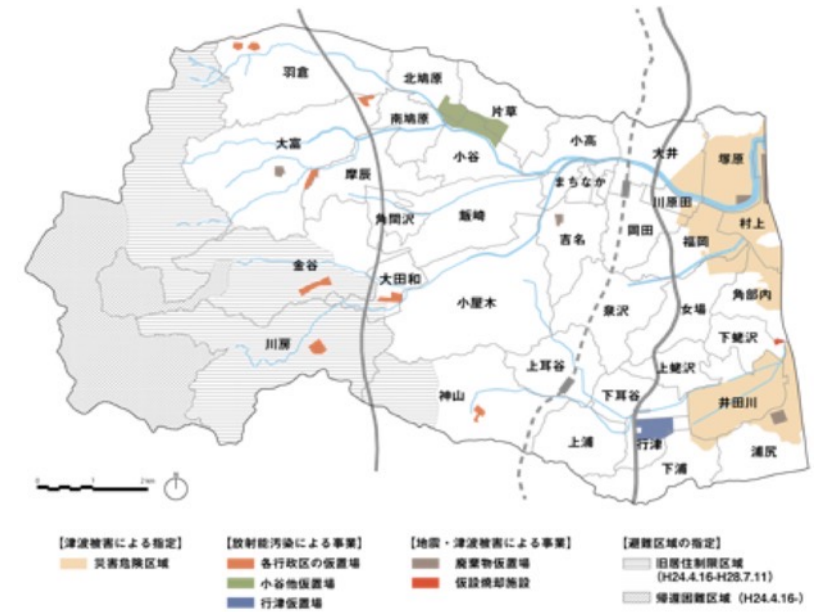 羽倉
北鳩原
片草
南鳩原
大富
小谷
小高
大井
塚原
摩辰
まちなか
川原田
角間沢
飯崎
村上
吉名
岡田
福岡
金谷
大田和
小屋木
泉沢
女場
角部内
川房
下蛯沢
上耳谷
上蛯沢
神山
下耳谷
井田川
上浦
行津
浦尻
下浦
0 1 2km
N
【津波被害による指定】
災害危険区域
【放射能汚染による事業】
各行政区の仮置場
小谷他仮置場
行津仮置場
【地震・津波被害による事業】
廃棄物仮置場
仮設焼却施設
【避難区域の指定】
旧居住制限区域
（H24.4.16-H28.7.11）
帰還困難区域（H24.4.16-）